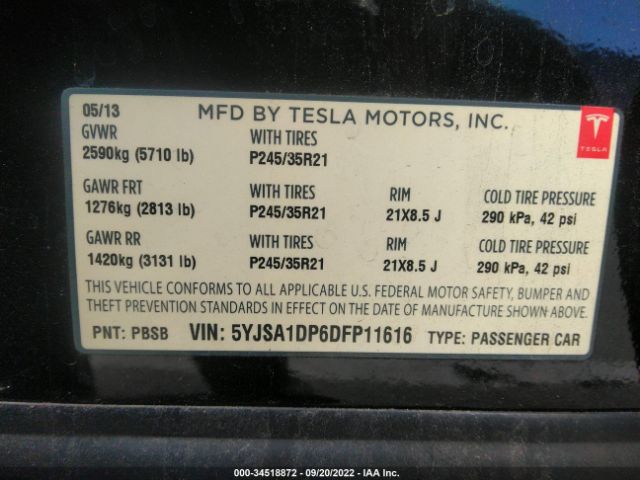 05/13 MFD BY TESLA MOTORS, INC.
TESLA
GVWR WITH TIRES
2590kg (5710 lb) P245/35R21
GAWR FRT WITH TIRES RIM COLD TIRE PRESSURE
1276kg (2813 lb) P245/35R21 21X8.5 J 290 kPa, 42 psi
GAWR RR WITH TIRES RIM COLD TIRE PRESSURE
1420kg (3131 lb) P245/35R21 21X8.5 J 290 kPa, 42 psi
THIS VEHICLE CONFORMS TO ALL APPLICABLE U.S. FEDERAL MOTOR SAFETY, BUMPER AND
THEFT PREVENTION STANDARDS IN EFFECT ON THE DATE OF MANUFACTURE SHOWN ABOVE.
PNT: PBSB VIN: 5YJSA1DP6DFP11616 TYPE: PASSENGER CAR
000-34518872 - 09/20/2022 - IAA Inc.